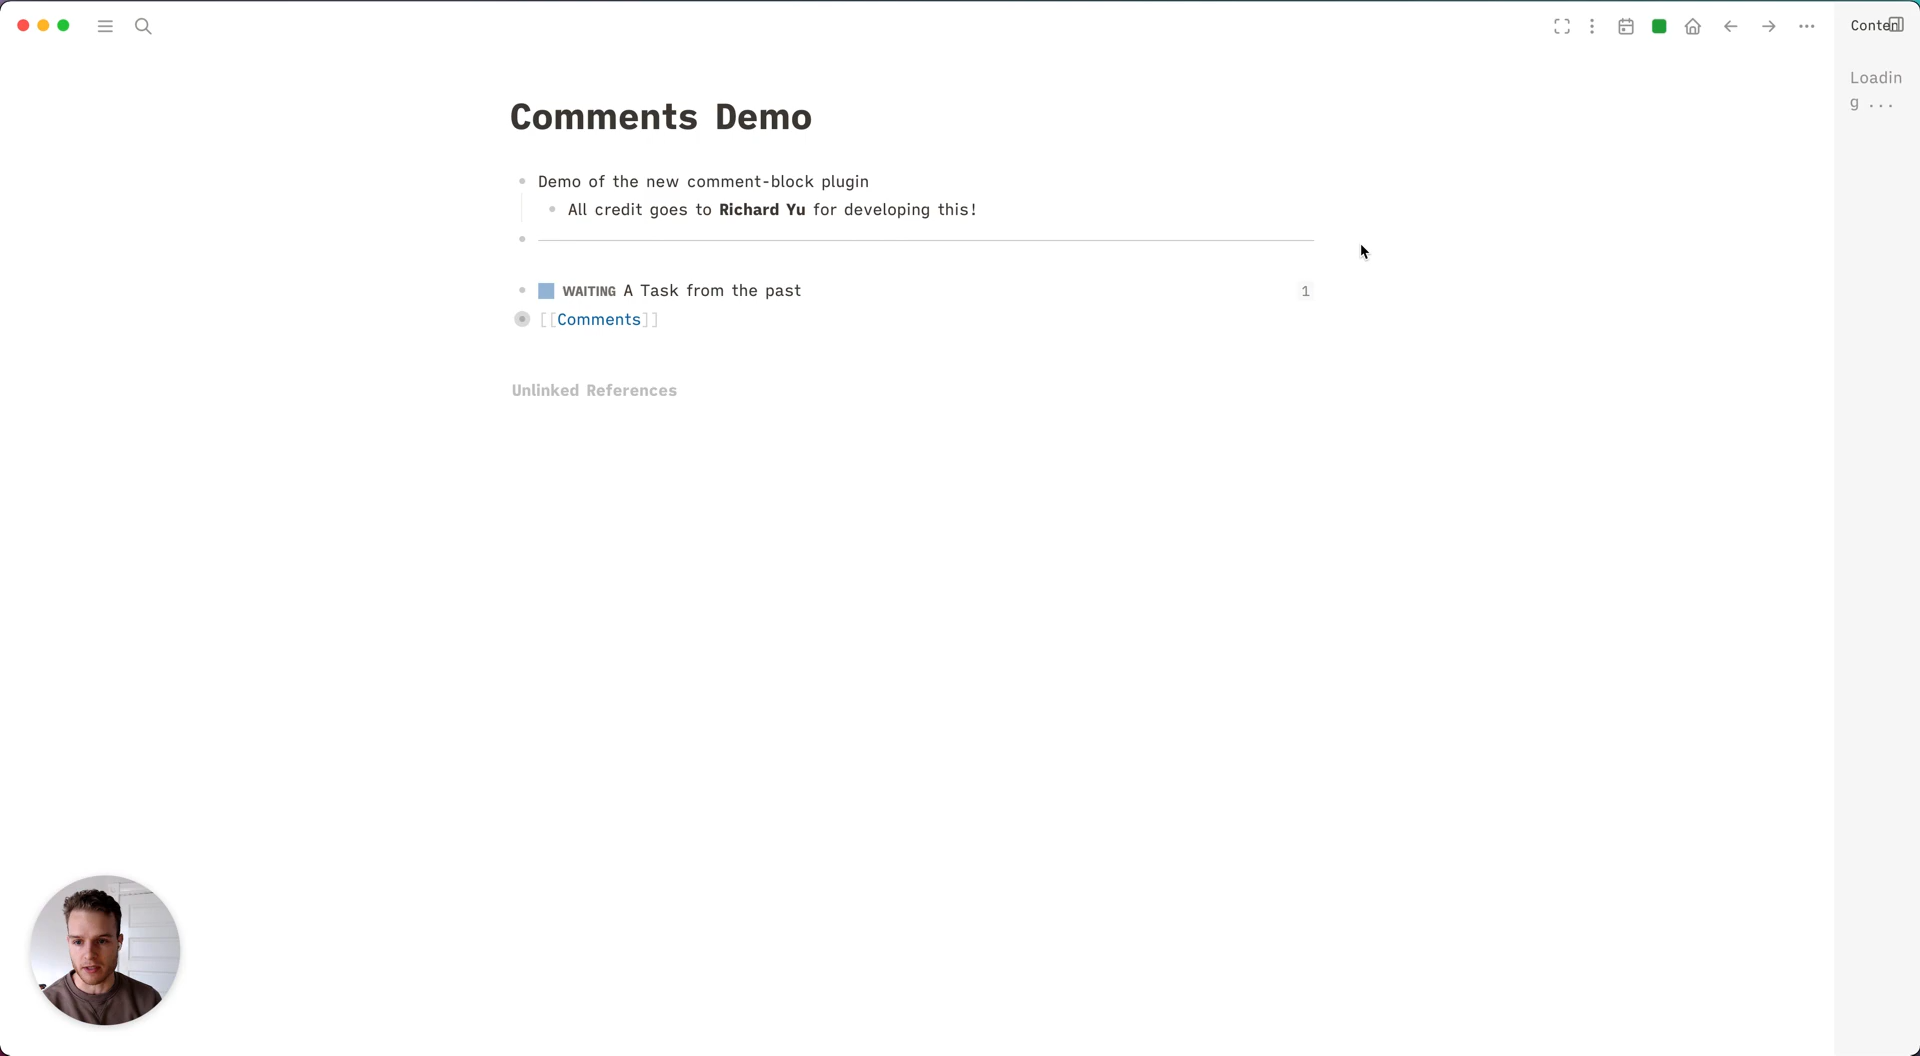 Conten
Loadin
g ...
Comments Demo
Demo of the new comment-block plugin
All credit goes to Richard Yu for developing this!
WAITING A Task from the past 1
[[Comments]]
Unlinked References